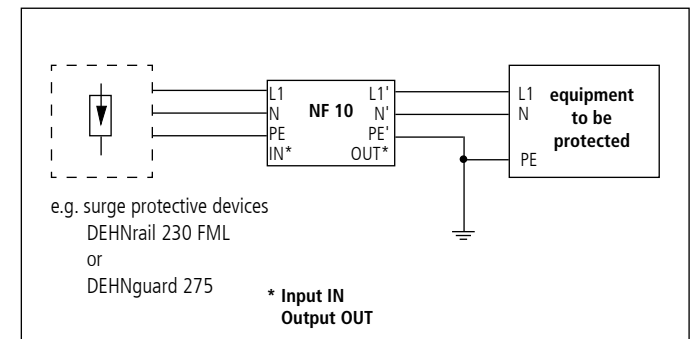 L1 L1' L1 equipment
N NF 10 N' N to be
PE PE' PE protected
IN* OUT*
e.g. surge protective devices
DEHNrail 230 FML
or
DEHNguard 275
* Input IN
Output OUT